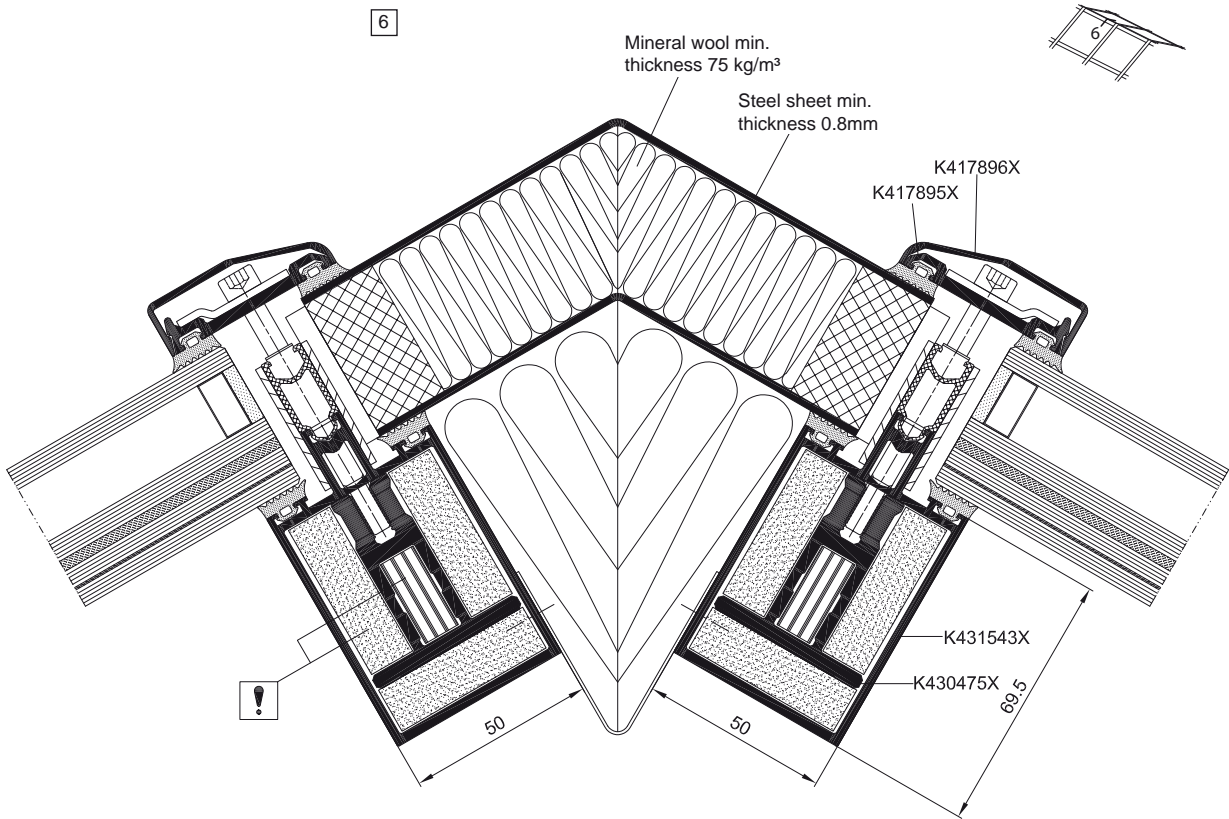 6
6
Mineral wool min.
thickness 75 kg/m³
Steel sheet min.
thickness 0.8mm
K417896X
K417895X
K431543X
K430475X
69.5
!
50
50